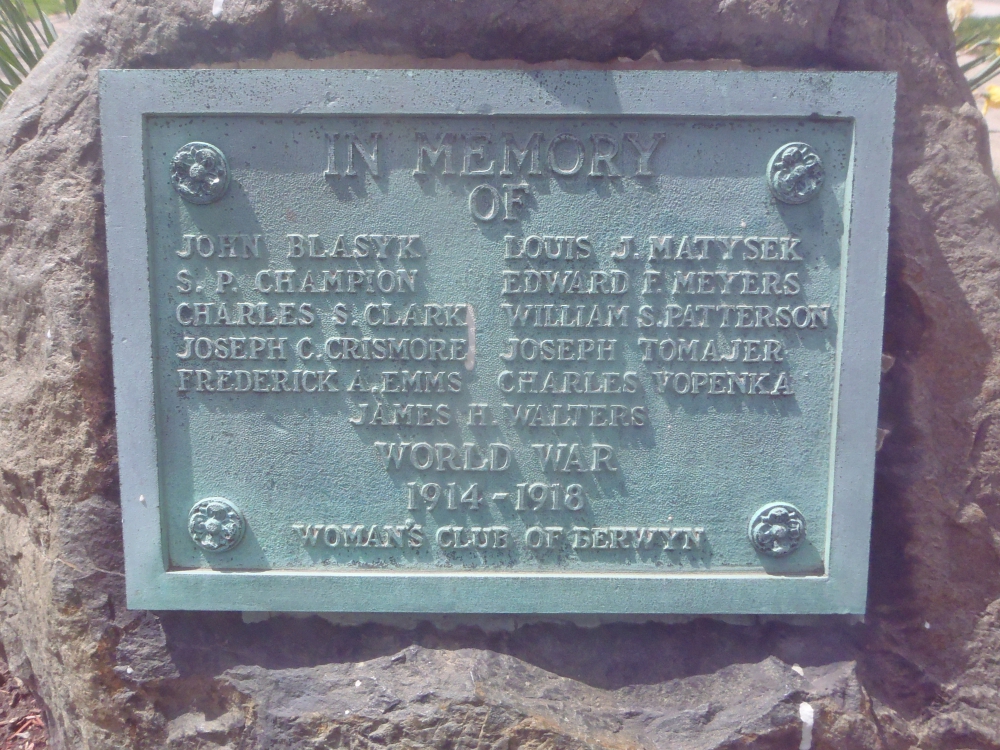 IN MEMORY
OF
JOHN BLASYK
S. P. CHAMPION
CHARLES S. CLARK
JOSEPH C. CRISMORE
FREDERICK A. EMMS
LOUIS J. MATYSEK
EDWARD F. MEYERS
WILLIAM S. PATTERSON
JOSEPH TOMAJER
CHARLES VOPENKA
JAMES H. WALTERS
WORLD WAR
1914-1918
WOMAN'S CLUB OF BERWYN